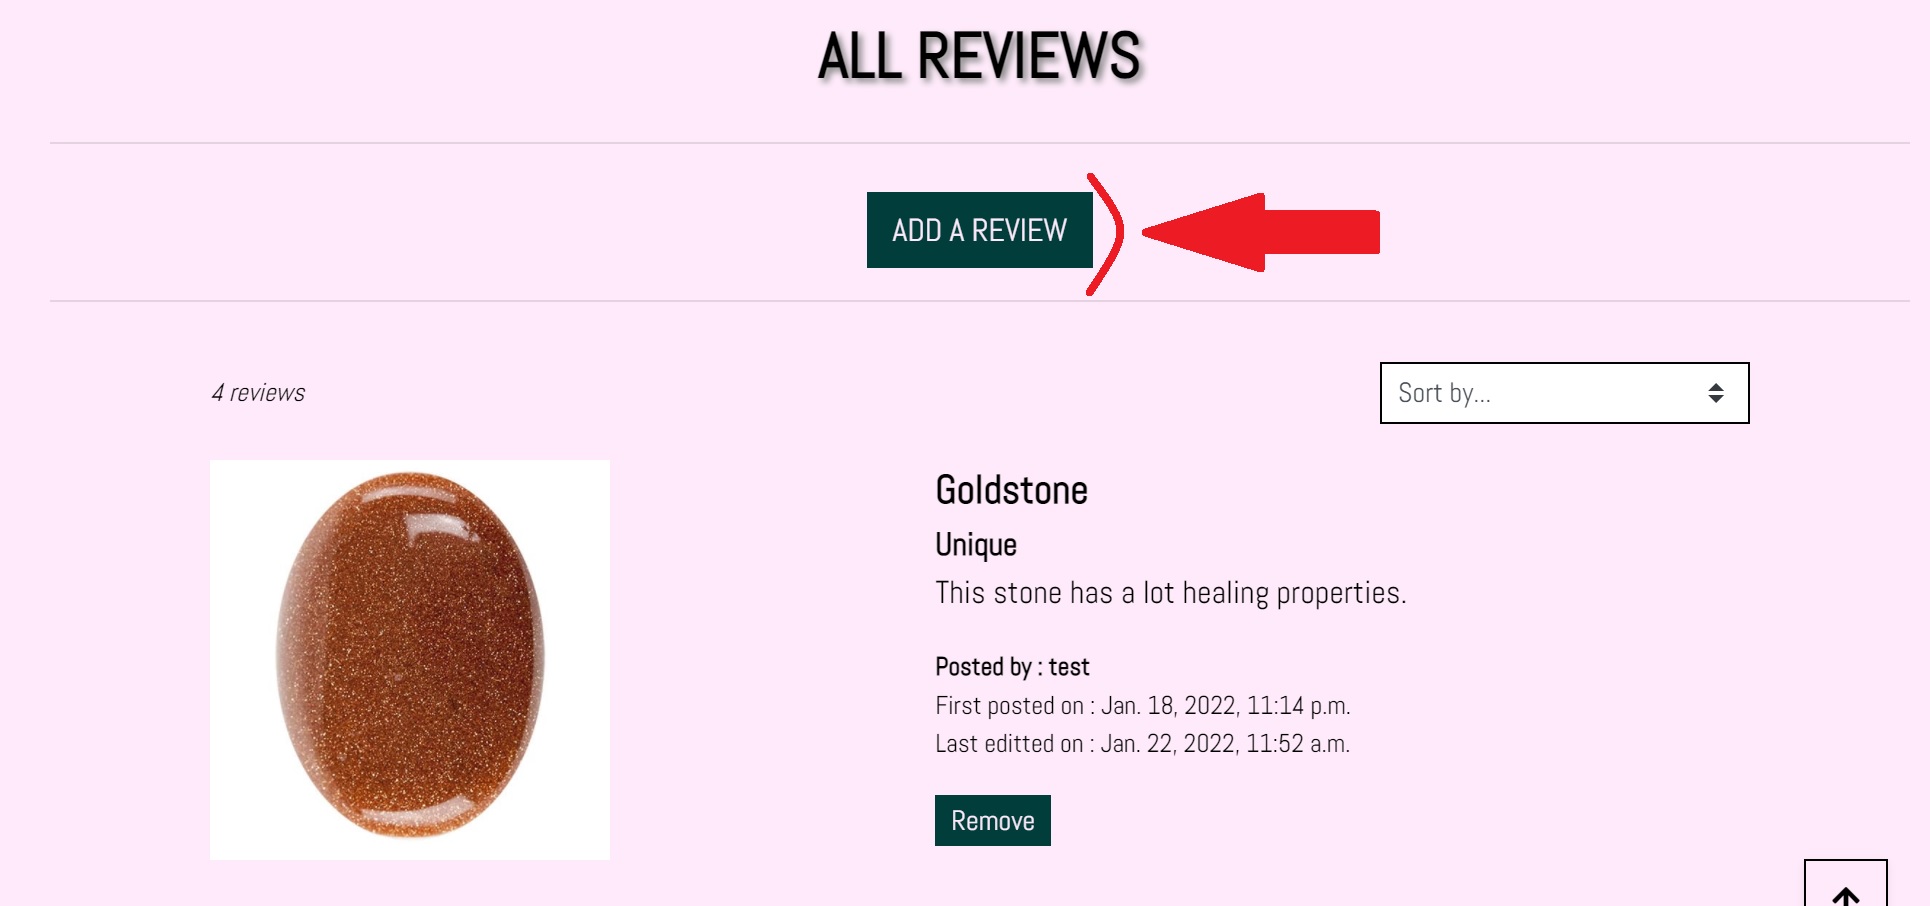 ALL REVIEWS
ADD A REVIEW
4 reviews
Sort by...
Goldstone
Unique
This stone has a lot healing properties.
Posted by : test
First posted on : Jan. 18, 2022, 11:14 p.m.
Last editted on : Jan. 22, 2022, 11:52 a.m.
Remove